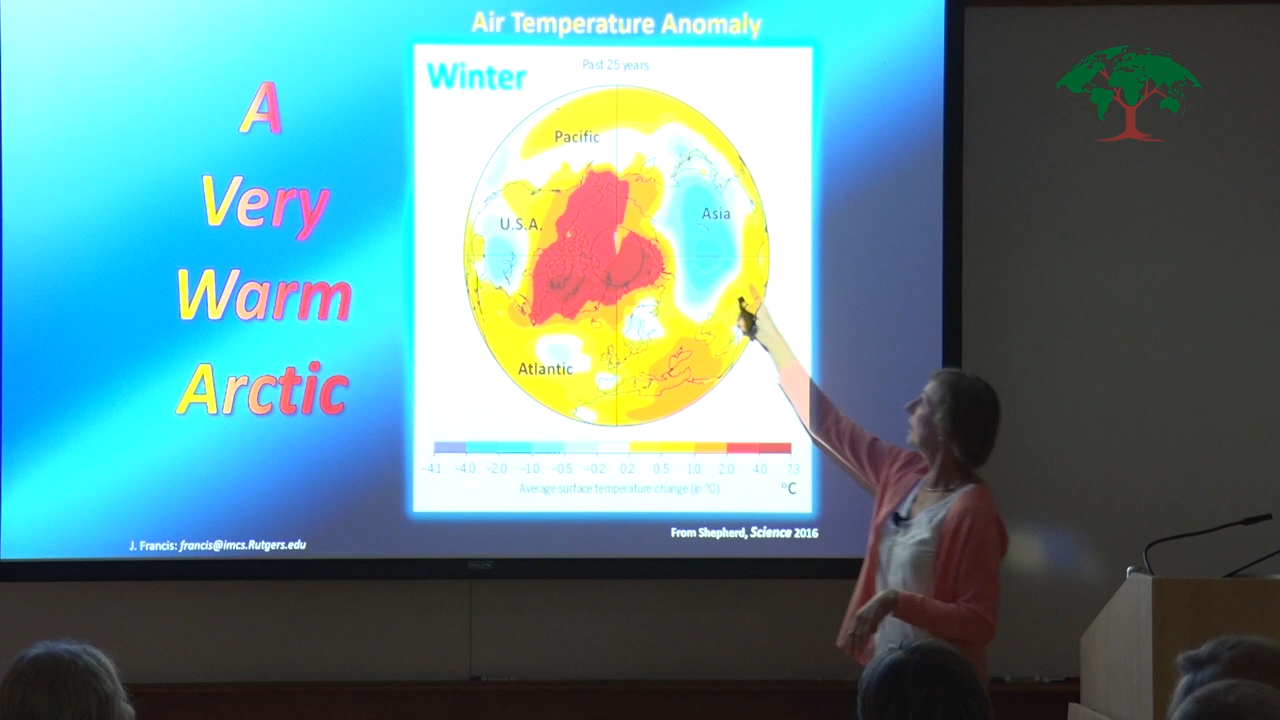 Air Temperature Anomaly
A
Very
Warm
Arctic
Winter
Past 25 years
Pacific
U.S.A.
Asia
Atlantic
−4.1 −4.0 −2.0 −1.0 −0.5 −0.2 0.2 0.5 1.0 2.0 4.0 7.3
Average surface temperature change (in °C)
°C
From Shepherd, Science 2016
J. Francis: francis@imcs.Rutgers.edu